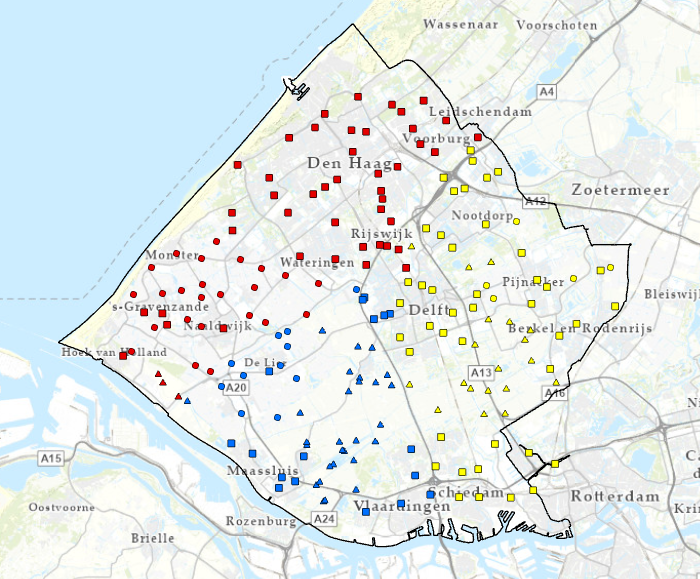 Wassenaar
Voorschoten
A4
Leidschendam
Voorburg
Den Haag
Zoetermeer
A12
Nootdorp
Rijswijk
Monster
Wateringen
Pijnacker
Bleiswij
s-Gravenzande
Delft
Naaldwijk
Berkel en Rodenrijs
Hoek van Holland
De Lier
A13
A20
A16
A15
Maassluis
Schiedam
Rotterdam
Vlaardingen
Oostvoorne
Rozenburg
A24
Brielle